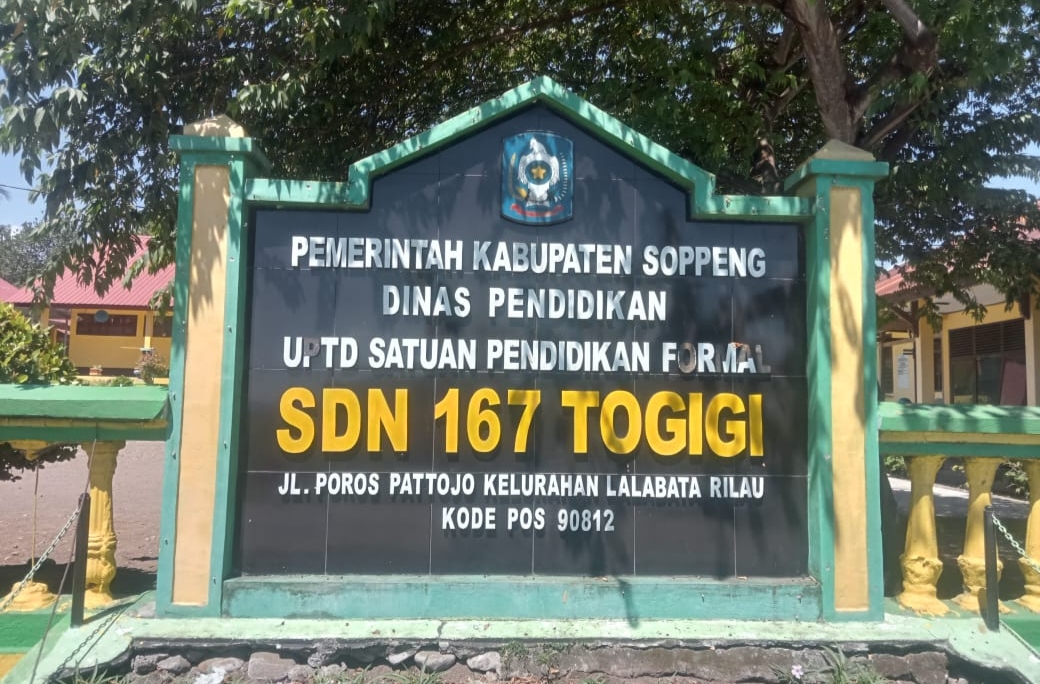 PEMERINTAH KABUPATEN SOPPENG
DINAS PENDIDIKAN
UPTD SATUAN PENDIDIKAN FORMAL
SDN 167 TOGIGI
JL. POROS PATTOJO KELURAHAN LALABATA RILAU
KODE POS 90812